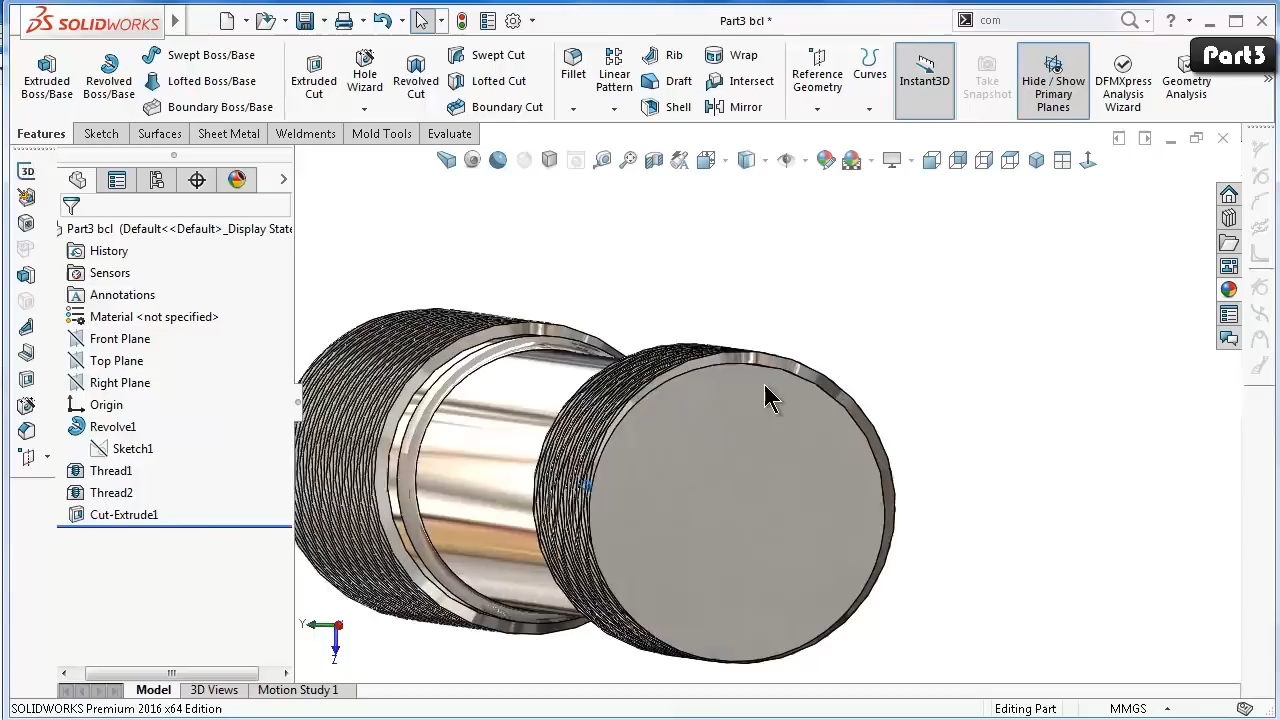 SOLIDWORKS
Part3 bcl *
com
?
Part3
Extruded Boss/Base
Revolved Boss/Base
Swept Boss/Base
Lofted Boss/Base
Boundary Boss/Base
Extruded Cut
Hole Wizard
Revolved Cut
Swept Cut
Lofted Cut
Boundary Cut
Fillet
Linear Pattern
Rib
Draft
Shell
Wrap
Intersect
Mirror
Reference Geometry
Curves
Instant3D
Take Snapshot
Hide / Show Primary Planes
DFMXpress Analysis Wizard
Geometry Analysis
»
Features Sketch Surfaces Sheet Metal Weldments Mold Tools Evaluate
3D
Part3 bcl (Default<<Default>_Display State
History
Sensors
Annotations
Material <not specified>
Front Plane
Top Plane
Right Plane
Origin
Revolve1
Sketch1
Thread1
Thread2
Cut-Extrude1
Y
Z
Model 3D Views Motion Study 1
SOLIDWORKS Premium 2016 x64 Edition
Editing Part
MMGS